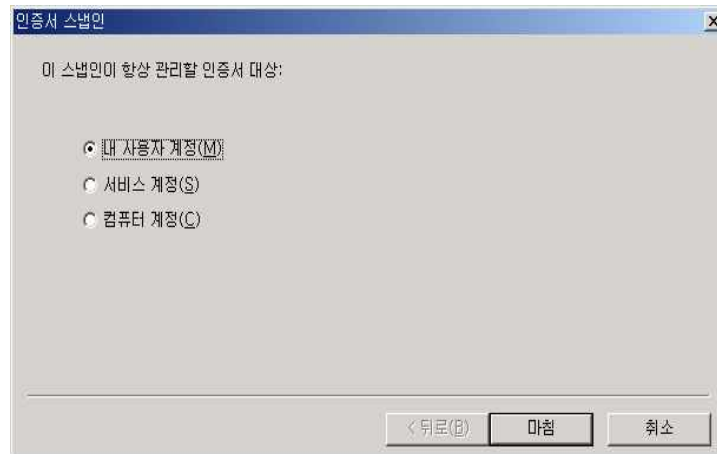 인증서 스냅인
이 스냅인이 항상 관리할 인증서 대상:
내 사용자 계정(M)
서비스 계정(S)
컴퓨터 계정(C)
< 뒤로(B) 마침 취소